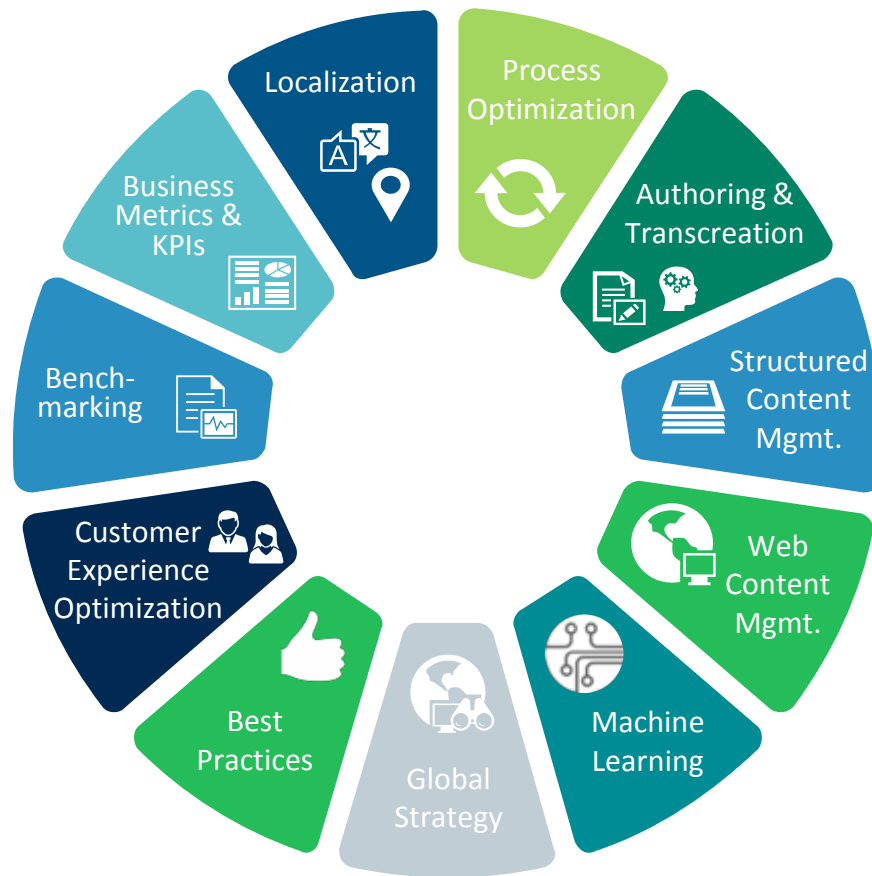 Localization
Process
Optimization
Authoring &
Transcreation
Structured
Content
Mgmt.
Web
Content
Mgmt.
Machine
Learning
Global
Strategy
Best
Practices
Customer
Experience
Optimization
Bench-
marking
Business
Metrics &
KPIs
A
文